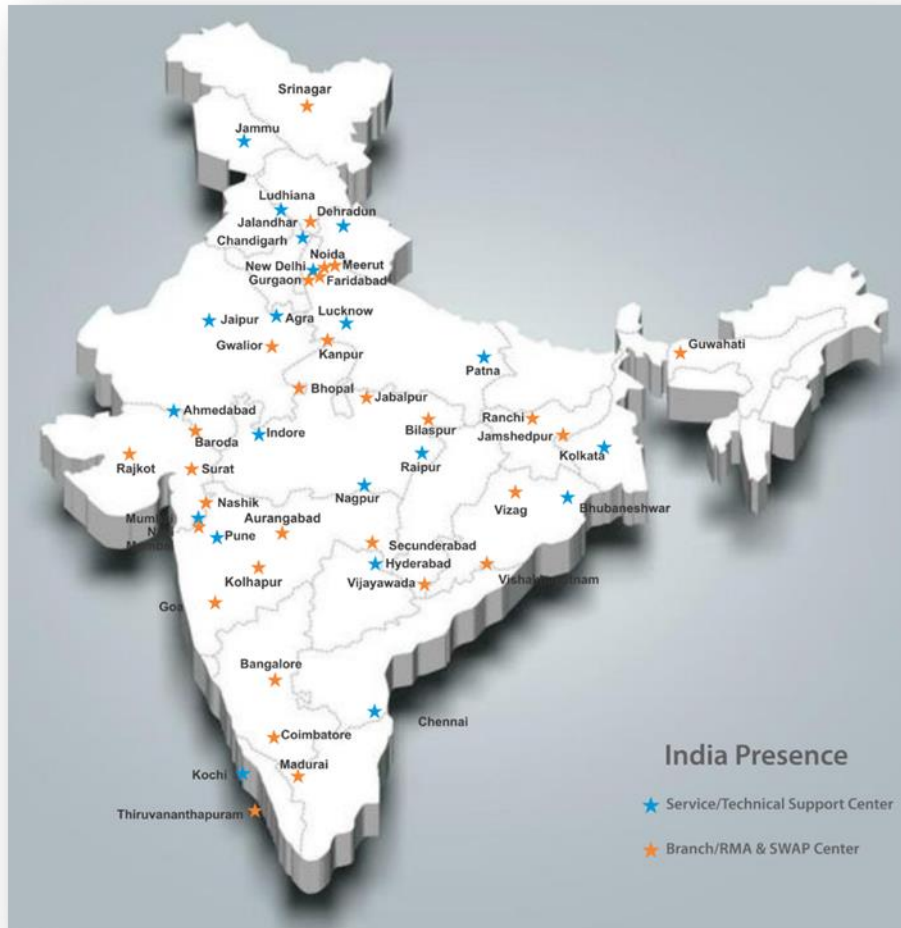 Srinagar
Jammu
Ludhiana
Dehradun
Jalandhar
Chandigarh
Noida
New Delhi
Meerut
Gurgaon
Faridabad
Jaipur
Agra
Lucknow
Gwalior
Kanpur
Guwahati
Patna
Bhopal
Jabalpur
Ahmedabad
Baroda
Indore
Bilaspur
Ranchi
Jamshedpur
Kolkata
Rajkot
Surat
Raipur
Nagpur
Nashik
Vizag
Bhubaneswar
Aurangabad
Pune
Secunderabad
Hyderabad
Kolhapur
Vijayawada
Goa
Bangalore
Chennai
Coimbatore
Madurai
Kochi
Thiruvananthapuram
India Presence
Service/Technical Support Center
Branch/RMA & SWAP Center